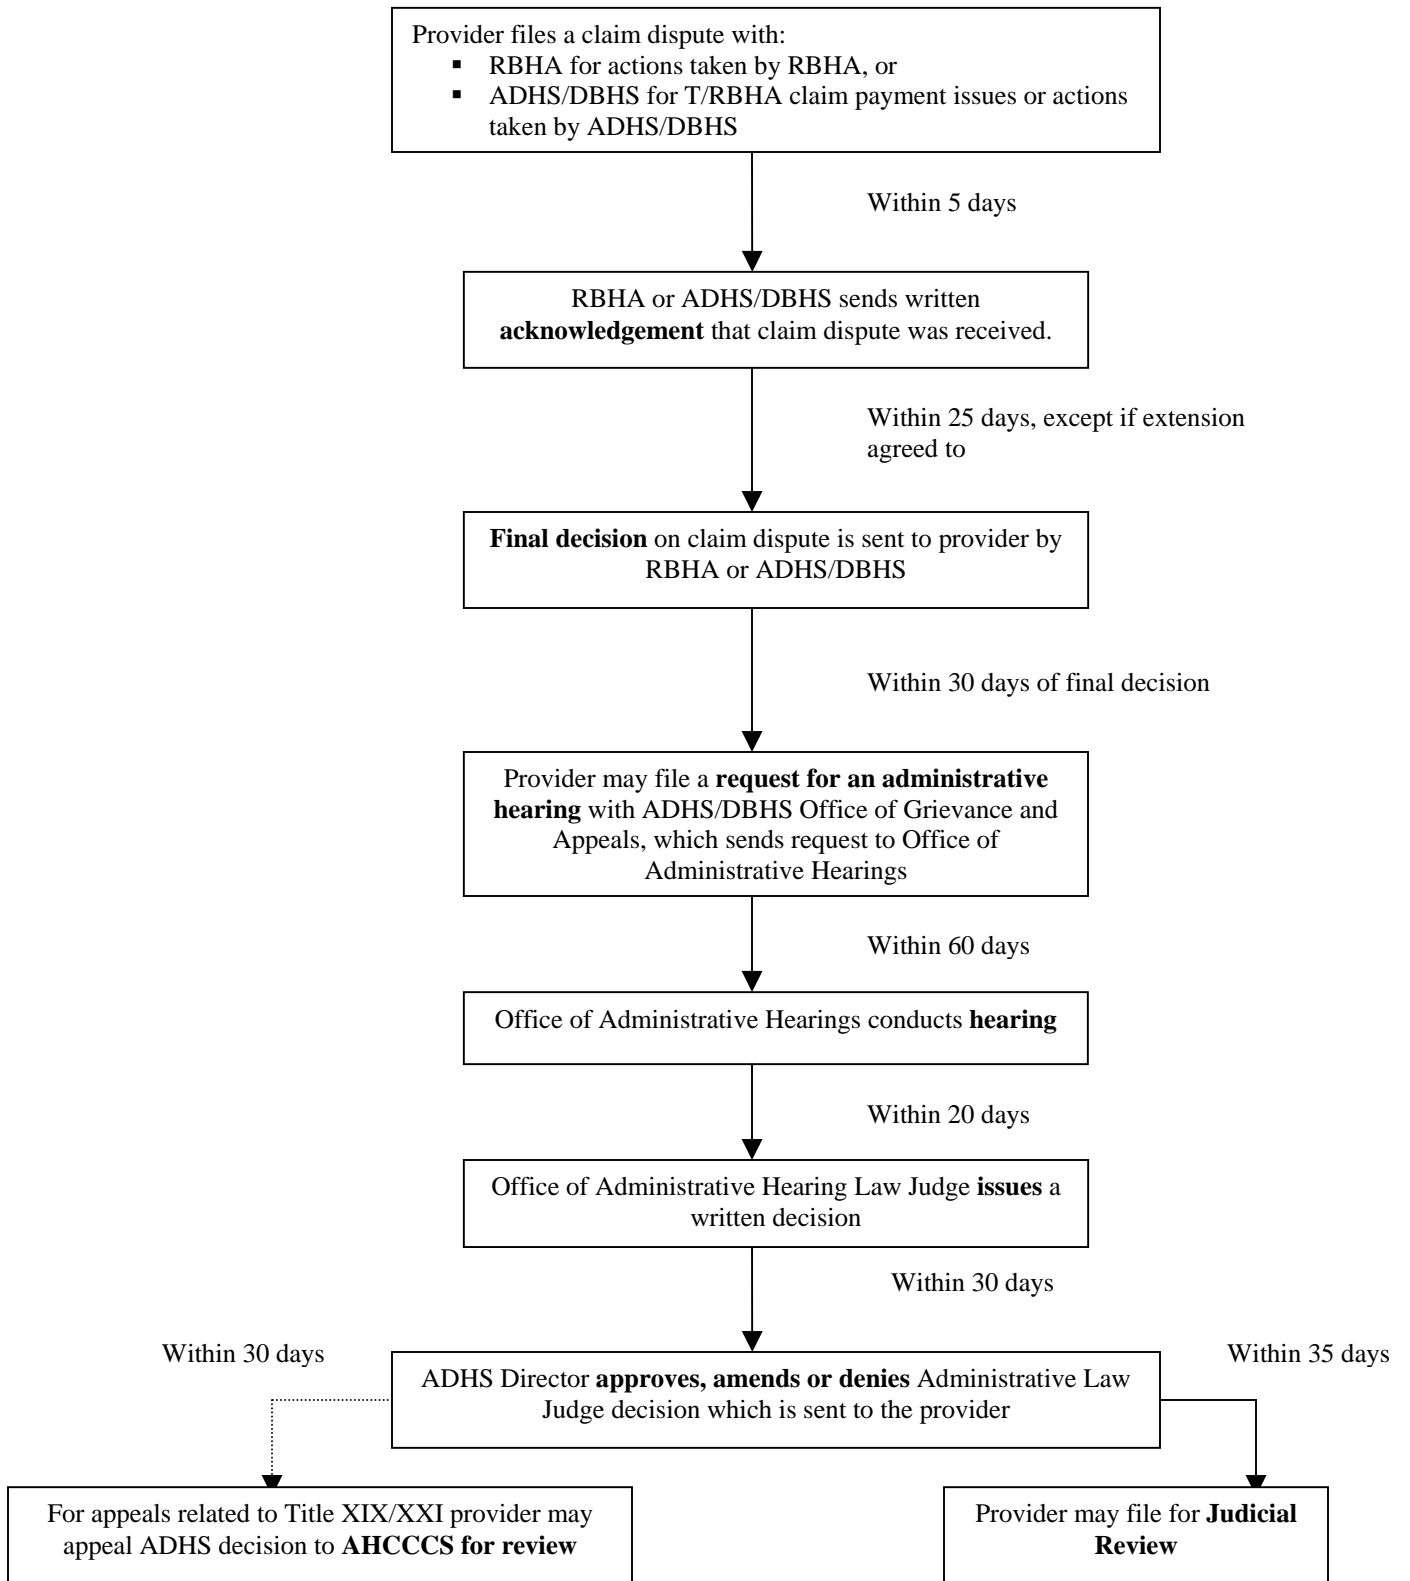 Provider files a claim dispute with:
▪ RBHA for actions taken by RBHA, or
▪ ADHS/DBHS for T/RBHA claim payment issues or actions
taken by ADHS/DBHS
Within 5 days
RBHA or ADHS/DBHS sends written
acknowledgement that claim dispute was received.
Within 25 days, except if extension
agreed to
Final decision on claim dispute is sent to provider by
RBHA or ADHS/DBHS
Within 30 days of final decision
Provider may file a request for an administrative
hearing with ADHS/DBHS Office of Grievance and
Appeals, which sends request to Office of
Administrative Hearings
Within 60 days
Office of Administrative Hearings conducts hearing
Within 20 days
Office of Administrative Hearing Law Judge issues a
written decision
Within 30 days
Within 30 days
Within 35 days
ADHS Director approves, amends or denies Administrative Law
Judge decision which is sent to the provider
For appeals related to Title XIX/XXI provider may
appeal ADHS decision to AHCCCS for review
Provider may file for Judicial
Review